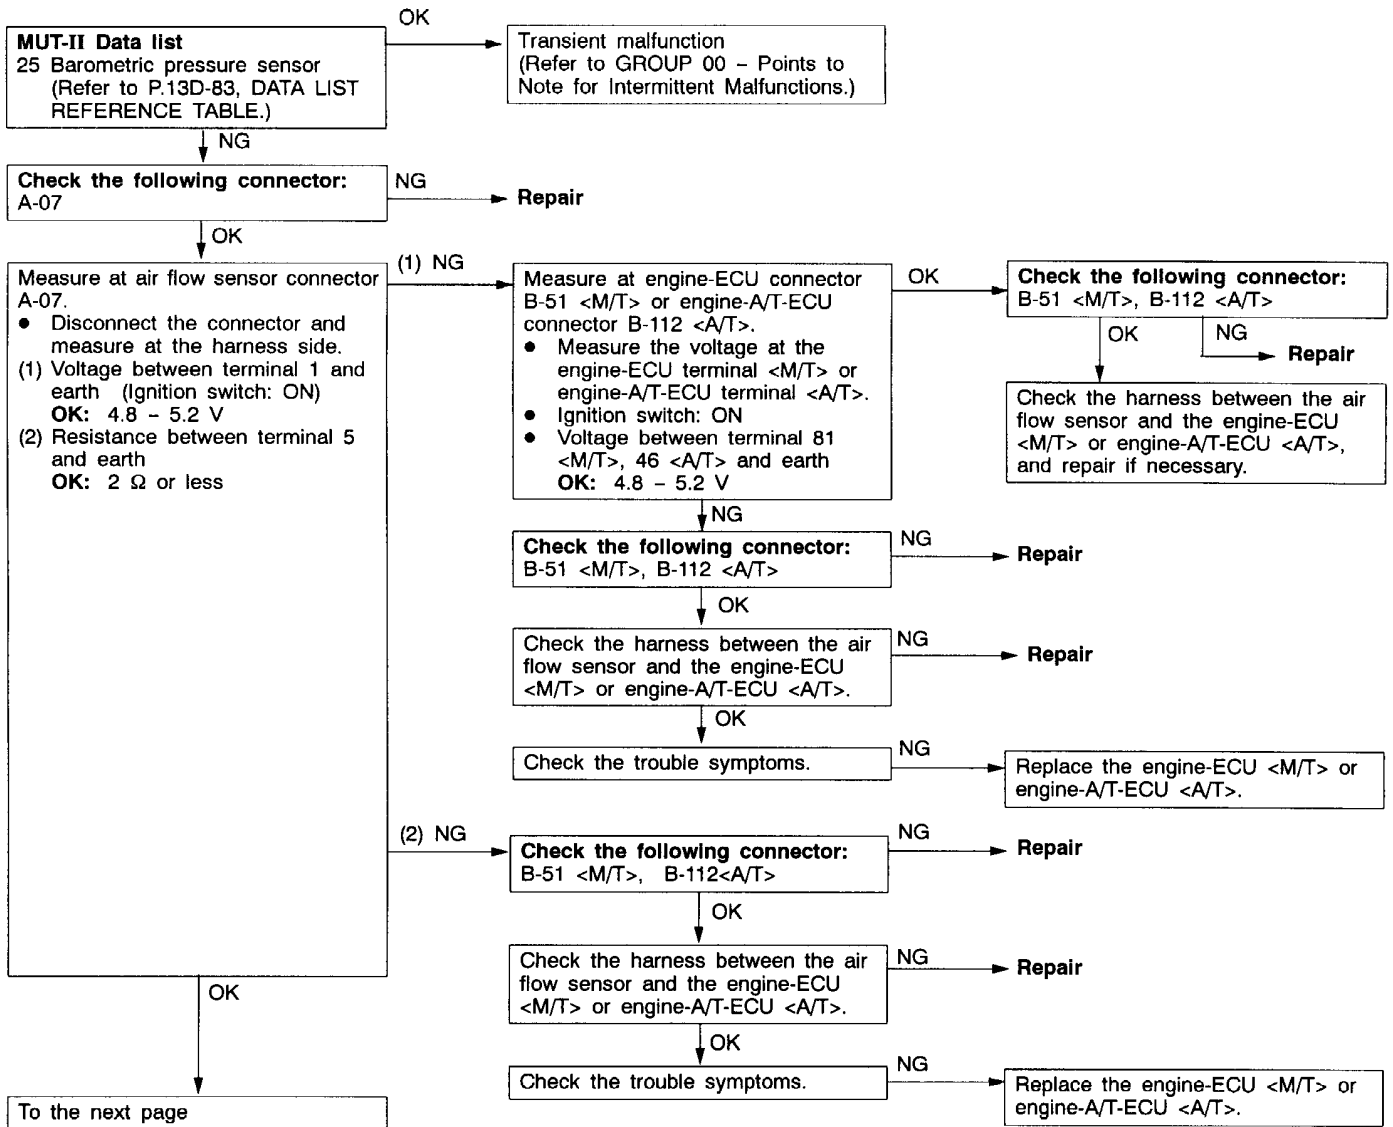 OK
MUT-II Data list
25 Barometric pressure sensor
(Refer to P.13D-83, DATA LIST
REFERENCE TABLE.)
Transient malfunction
(Refer to GROUP 00 – Points to
Note for Intermittent Malfunctions.)
NG
Check the following connector:
A-07
NG
Repair
OK
Measure at air flow sensor connector
A-07.
● Disconnect the connector and
measure at the harness side.
(1) Voltage between terminal 1 and
earth (Ignition switch: ON)
OK: 4.8 – 5.2 V
(2) Resistance between terminal 5
and earth
OK: 2 Ω or less
(1) NG
Measure at engine-ECU connector
B-51 <M/T> or engine-A/T-ECU
connector B-112 <A/T>.
● Measure the voltage at the
engine-ECU terminal <M/T> or
engine-A/T-ECU terminal <A/T>.
● Ignition switch: ON
● Voltage between terminal 81
<M/T>, 46 <A/T> and earth
OK: 4.8 – 5.2 V
OK
Check the following connector:
B-51 <M/T>, B-112 <A/T>
OK
NG
Repair
Check the harness between the air
flow sensor and the engine-ECU
<M/T> or engine-A/T-ECU <A/T>,
and repair if necessary.
NG
Check the following connector:
B-51 <M/T>, B-112 <A/T>
NG
Repair
OK
Check the harness between the air
flow sensor and the engine-ECU
<M/T> or engine-A/T-ECU <A/T>.
NG
Repair
OK
Check the trouble symptoms.
NG
Replace the engine-ECU <M/T> or
engine-A/T-ECU <A/T>.
(2) NG
Check the following connector:
B-51 <M/T>, B-112<A/T>
NG
Repair
OK
Check the harness between the air
flow sensor and the engine-ECU
<M/T> or engine-A/T-ECU <A/T>.
NG
Repair
OK
Check the trouble symptoms.
NG
Replace the engine-ECU <M/T> or
engine-A/T-ECU <A/T>.
OK
To the next page